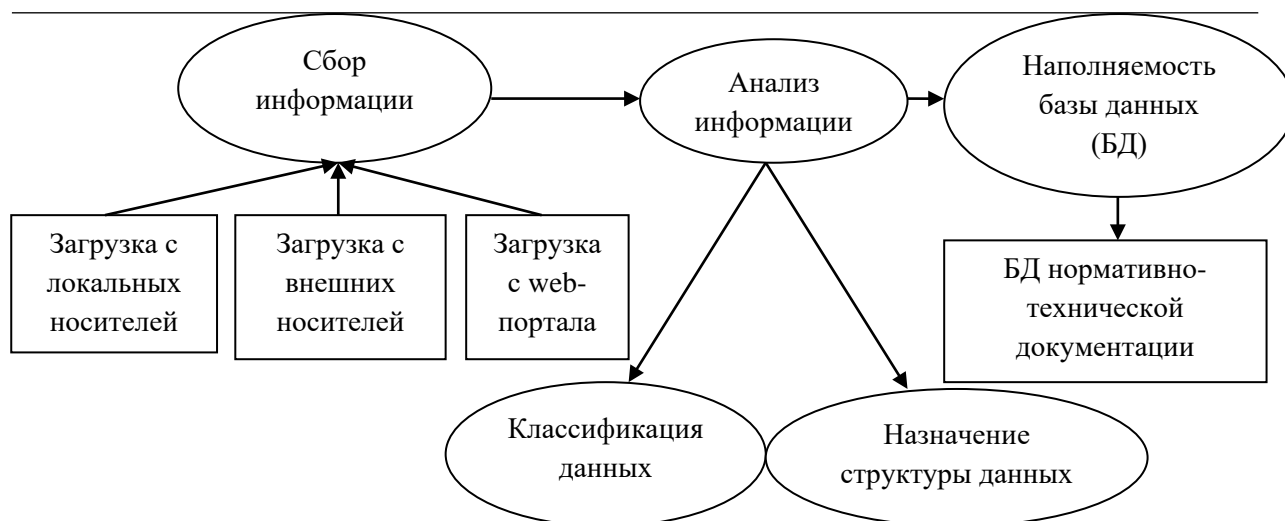 Сбор
информации
Анализ
информации
Наполняемость
базы данных
(БД)
Загрузка с
локальных
носителей
Загрузка с
внешних
носителей
Загрузка
с web-
портала
БД нормативно-
технической
документации
Классификация
данных
Назначение
структуры данных